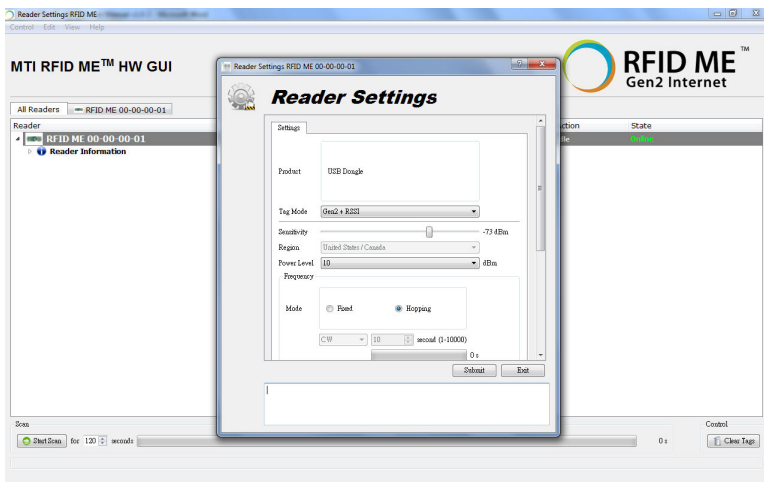 Reader Settings RFID ME
Control Edit View Help
MTI RFID ME™ HW GUI
RFID ME™
Gen2 Internet
All Readers
RFID ME 00-00-00-01
Reader
ction
State
RFID ME 00-00-00-01
lle
Online
Reader Information
Reader Settings RFID ME 00-00-00-01
Reader Settings
Settings
Product USB Dongle
Tag Mode Gen2 + RSSI
Sensitivity -73 dBm
Region United States / Canada
Power Level 10 dBm
Frequency
Mode Fixed Hopping
CW 10 second (1-10000)
0 s
Submit Exit
Scan
Start Scan for 120 seconds
0 s
Control
Clear Tags